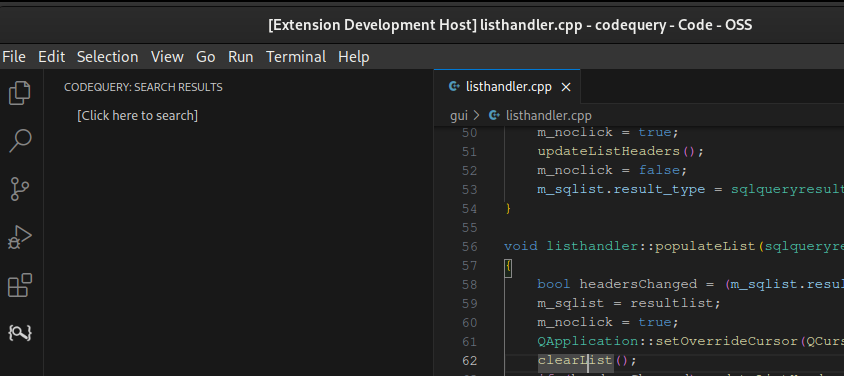 [Extension Development Host] listhandler.cpp - codequery - Code - OSS
File Edit Selection View Go Run Terminal Help
CODEQUERY: SEARCH RESULTS
[Click here to search]
listhandler.cpp
gui > listhandler.cpp
50 m_noclick = true;
51 updateListHeaders();
52 m_noclick = false;
53 m_sqlist.result_type = sqlqueryresult
54 }
55
56 void listhandler::populateList(sqlqueryre
57 {
58 bool headersChanged = (m_sqlist.resul
59 m_sqlist = resultlist;
60 m_noclick = true;
61 QApplication::setOverrideCursor(QCurs
62 clearList();